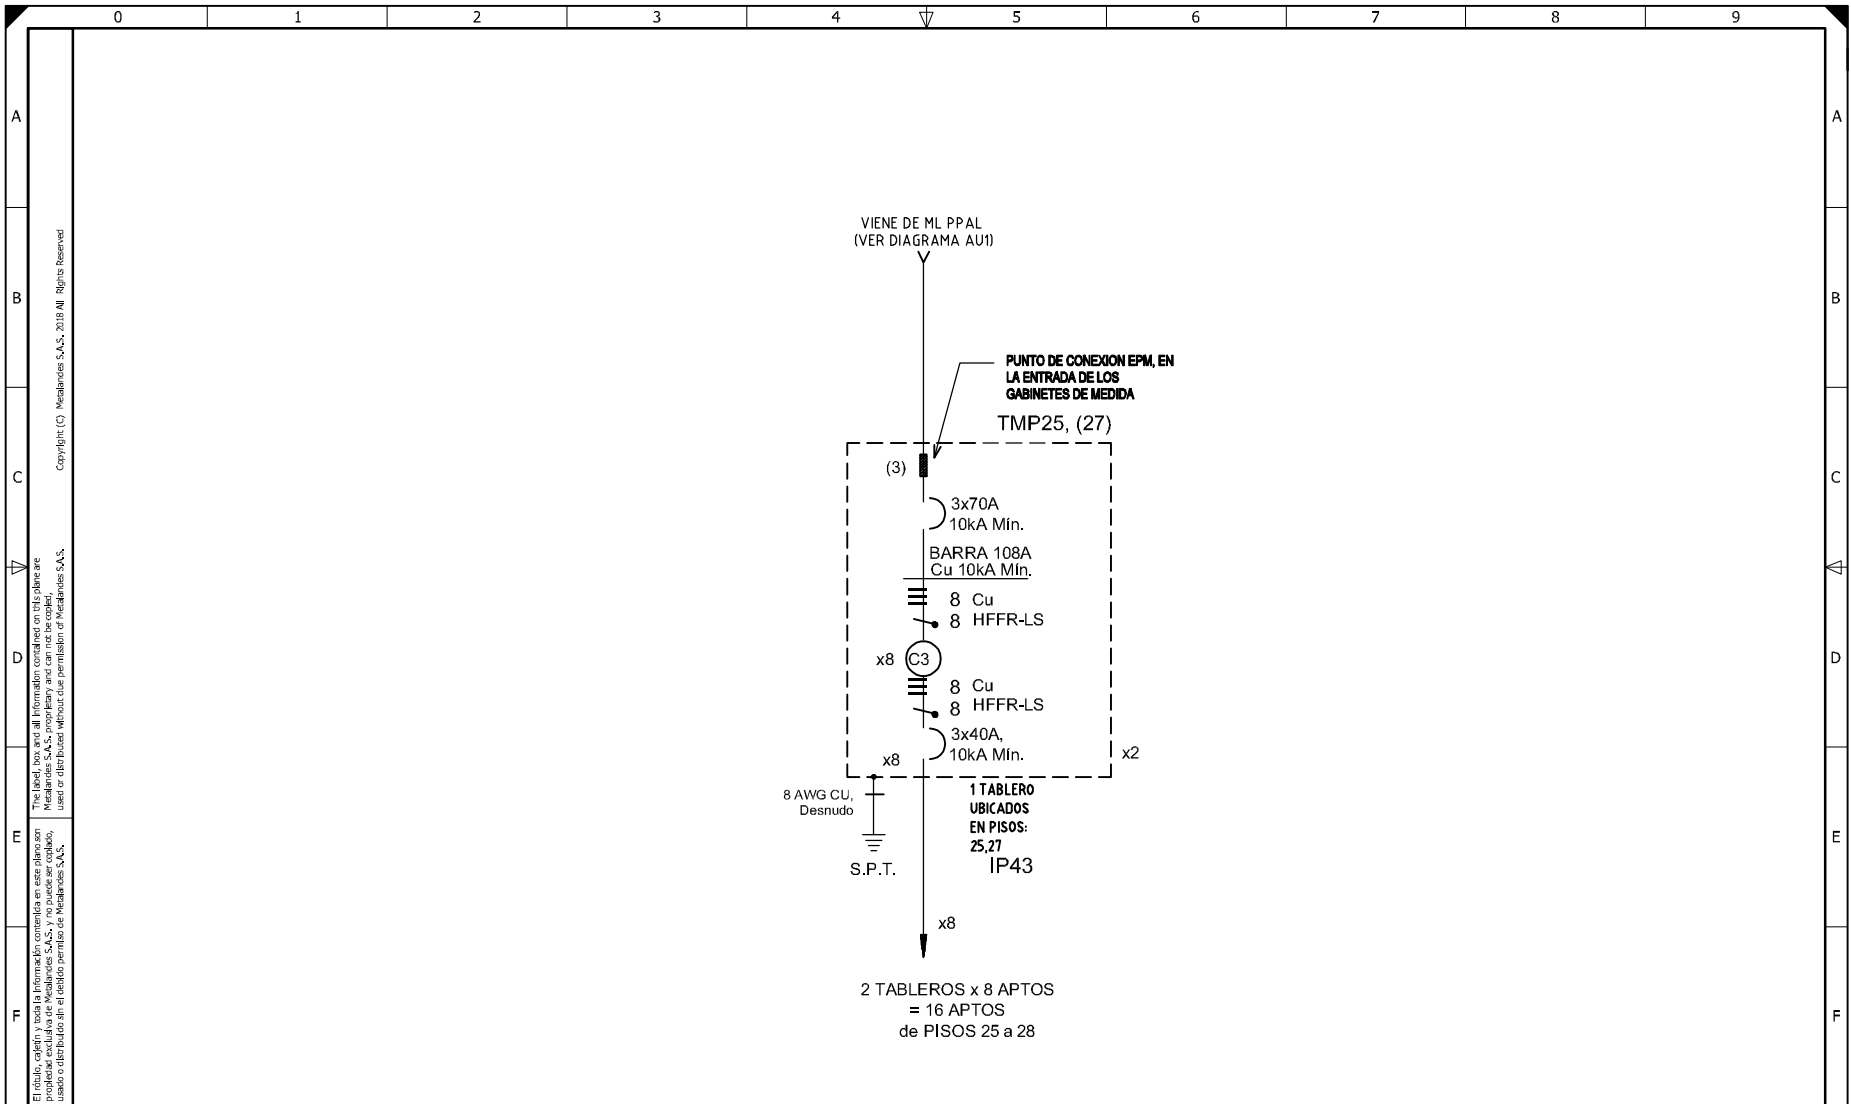 0 1 2 3 4 5 6 7 8 9
A
A
B
B
C
C
D
D
E
E
F
F
Copyright (C) Metalandes S.A.S. 2018 All Rights Reserved
The label, box and all information contained on this plane are
Metalandes S.A.S. proprietary and can not be copied,
used or distributed without due permission of Metalandes S.A.S.
El rótulo, cajetín y toda la información contenida en este plano son
propiedad exclusiva de Metalandes S.A.S. y no puede ser copiado,
usado o distribuido sin el debido permiso de Metalandes S.A.S.
VIENE DE ML PPAL
(VER DIAGRAMA AU1)
PUNTO DE CONEXION EPM, EN
LA ENTRADA DE LOS
GABINETES DE MEDIDA
TMP25, (27)
(3)
3x70A
10kA Mín.
BARRA 108A
Cu 10kA Mín.
8 Cu
8 HFFR-LS
x8 C3
8 Cu
8 HFFR-LS
3x40A,
10kA Mín.
x8
x2
8 AWG CU,
Desnudo
S.P.T.
1 TABLERO
UBICADOS
EN PISOS:
25,27
IP43
x8
2 TABLEROS x 8 APTOS
= 16 APTOS
de PISOS 25 a 28